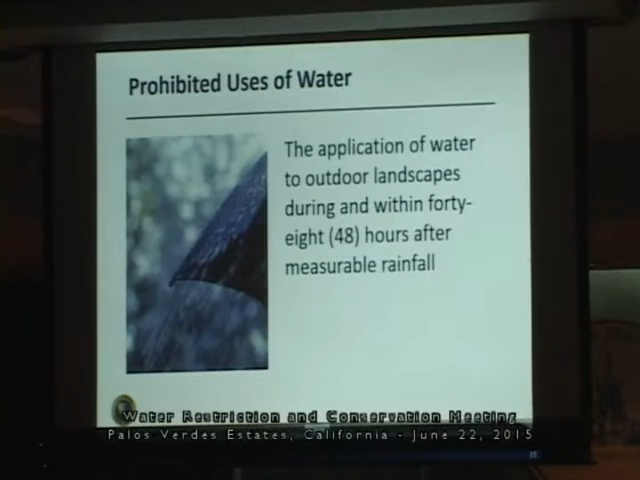 Prohibited Uses of Water
The application of water
to outdoor landscapes
during and within forty-
eight (48) hours after
measurable rainfall
Water Restriction and Conservation Meeting
Palos Verdes Estates, California - June 22, 2015